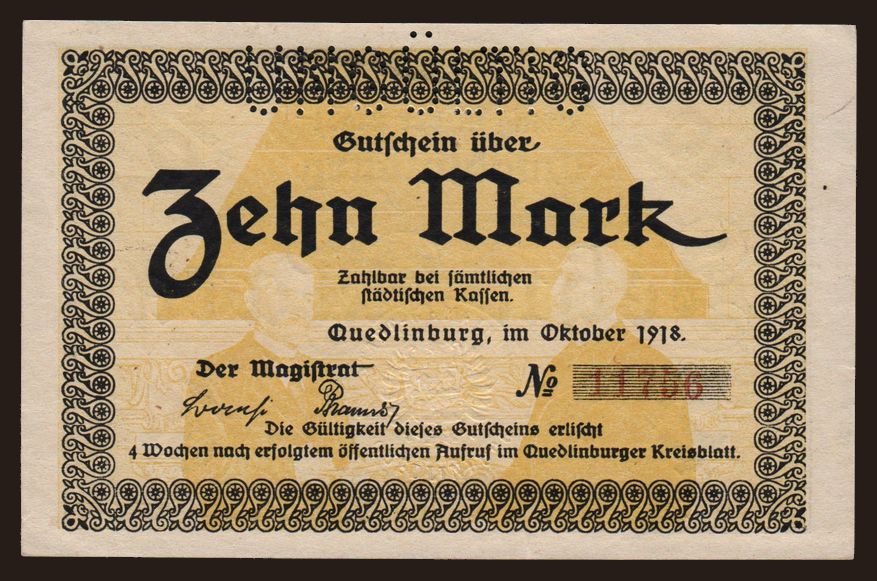 Gutschein über
Zehn Mark
Zahlbar bei sämtlichen
städtischen Kassen.
Quedlinburg, im Oktober 1918.
Der Magistrat
No 11756
Die Gültigkeit dieses Gutscheins erlischt
4 Wochen nach erfolgtem öffentlichen Aufruf im Quedlinburger Kreisblatt.